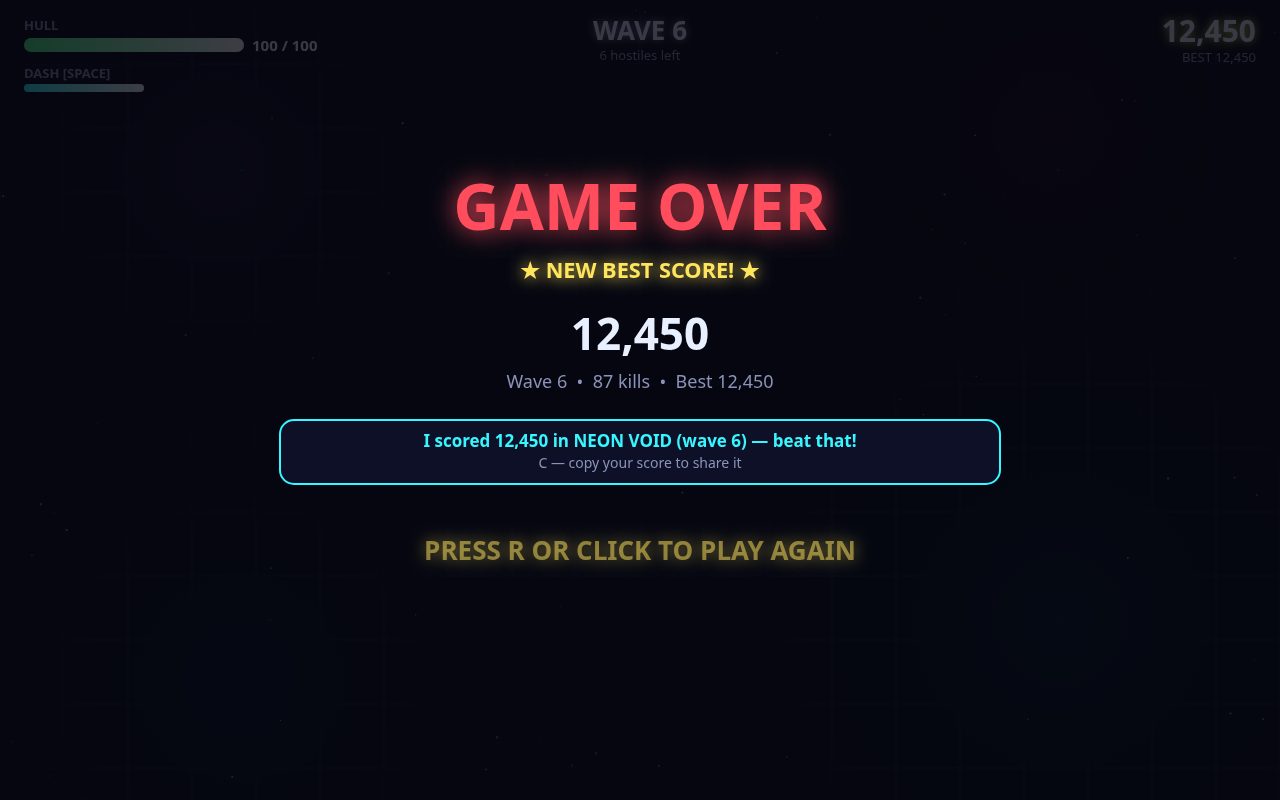 HULL
100 / 100
DASH [SPACE]
WAVE 6
6 hostiles left
12,450
BEST 12,450
GAME OVER
★ NEW BEST SCORE! ★
12,450
Wave 6 • 87 kills • Best 12,450
I scored 12,450 in NEON VOID (wave 6) — beat that!
C — copy your score to share it
PRESS R OR CLICK TO PLAY AGAIN